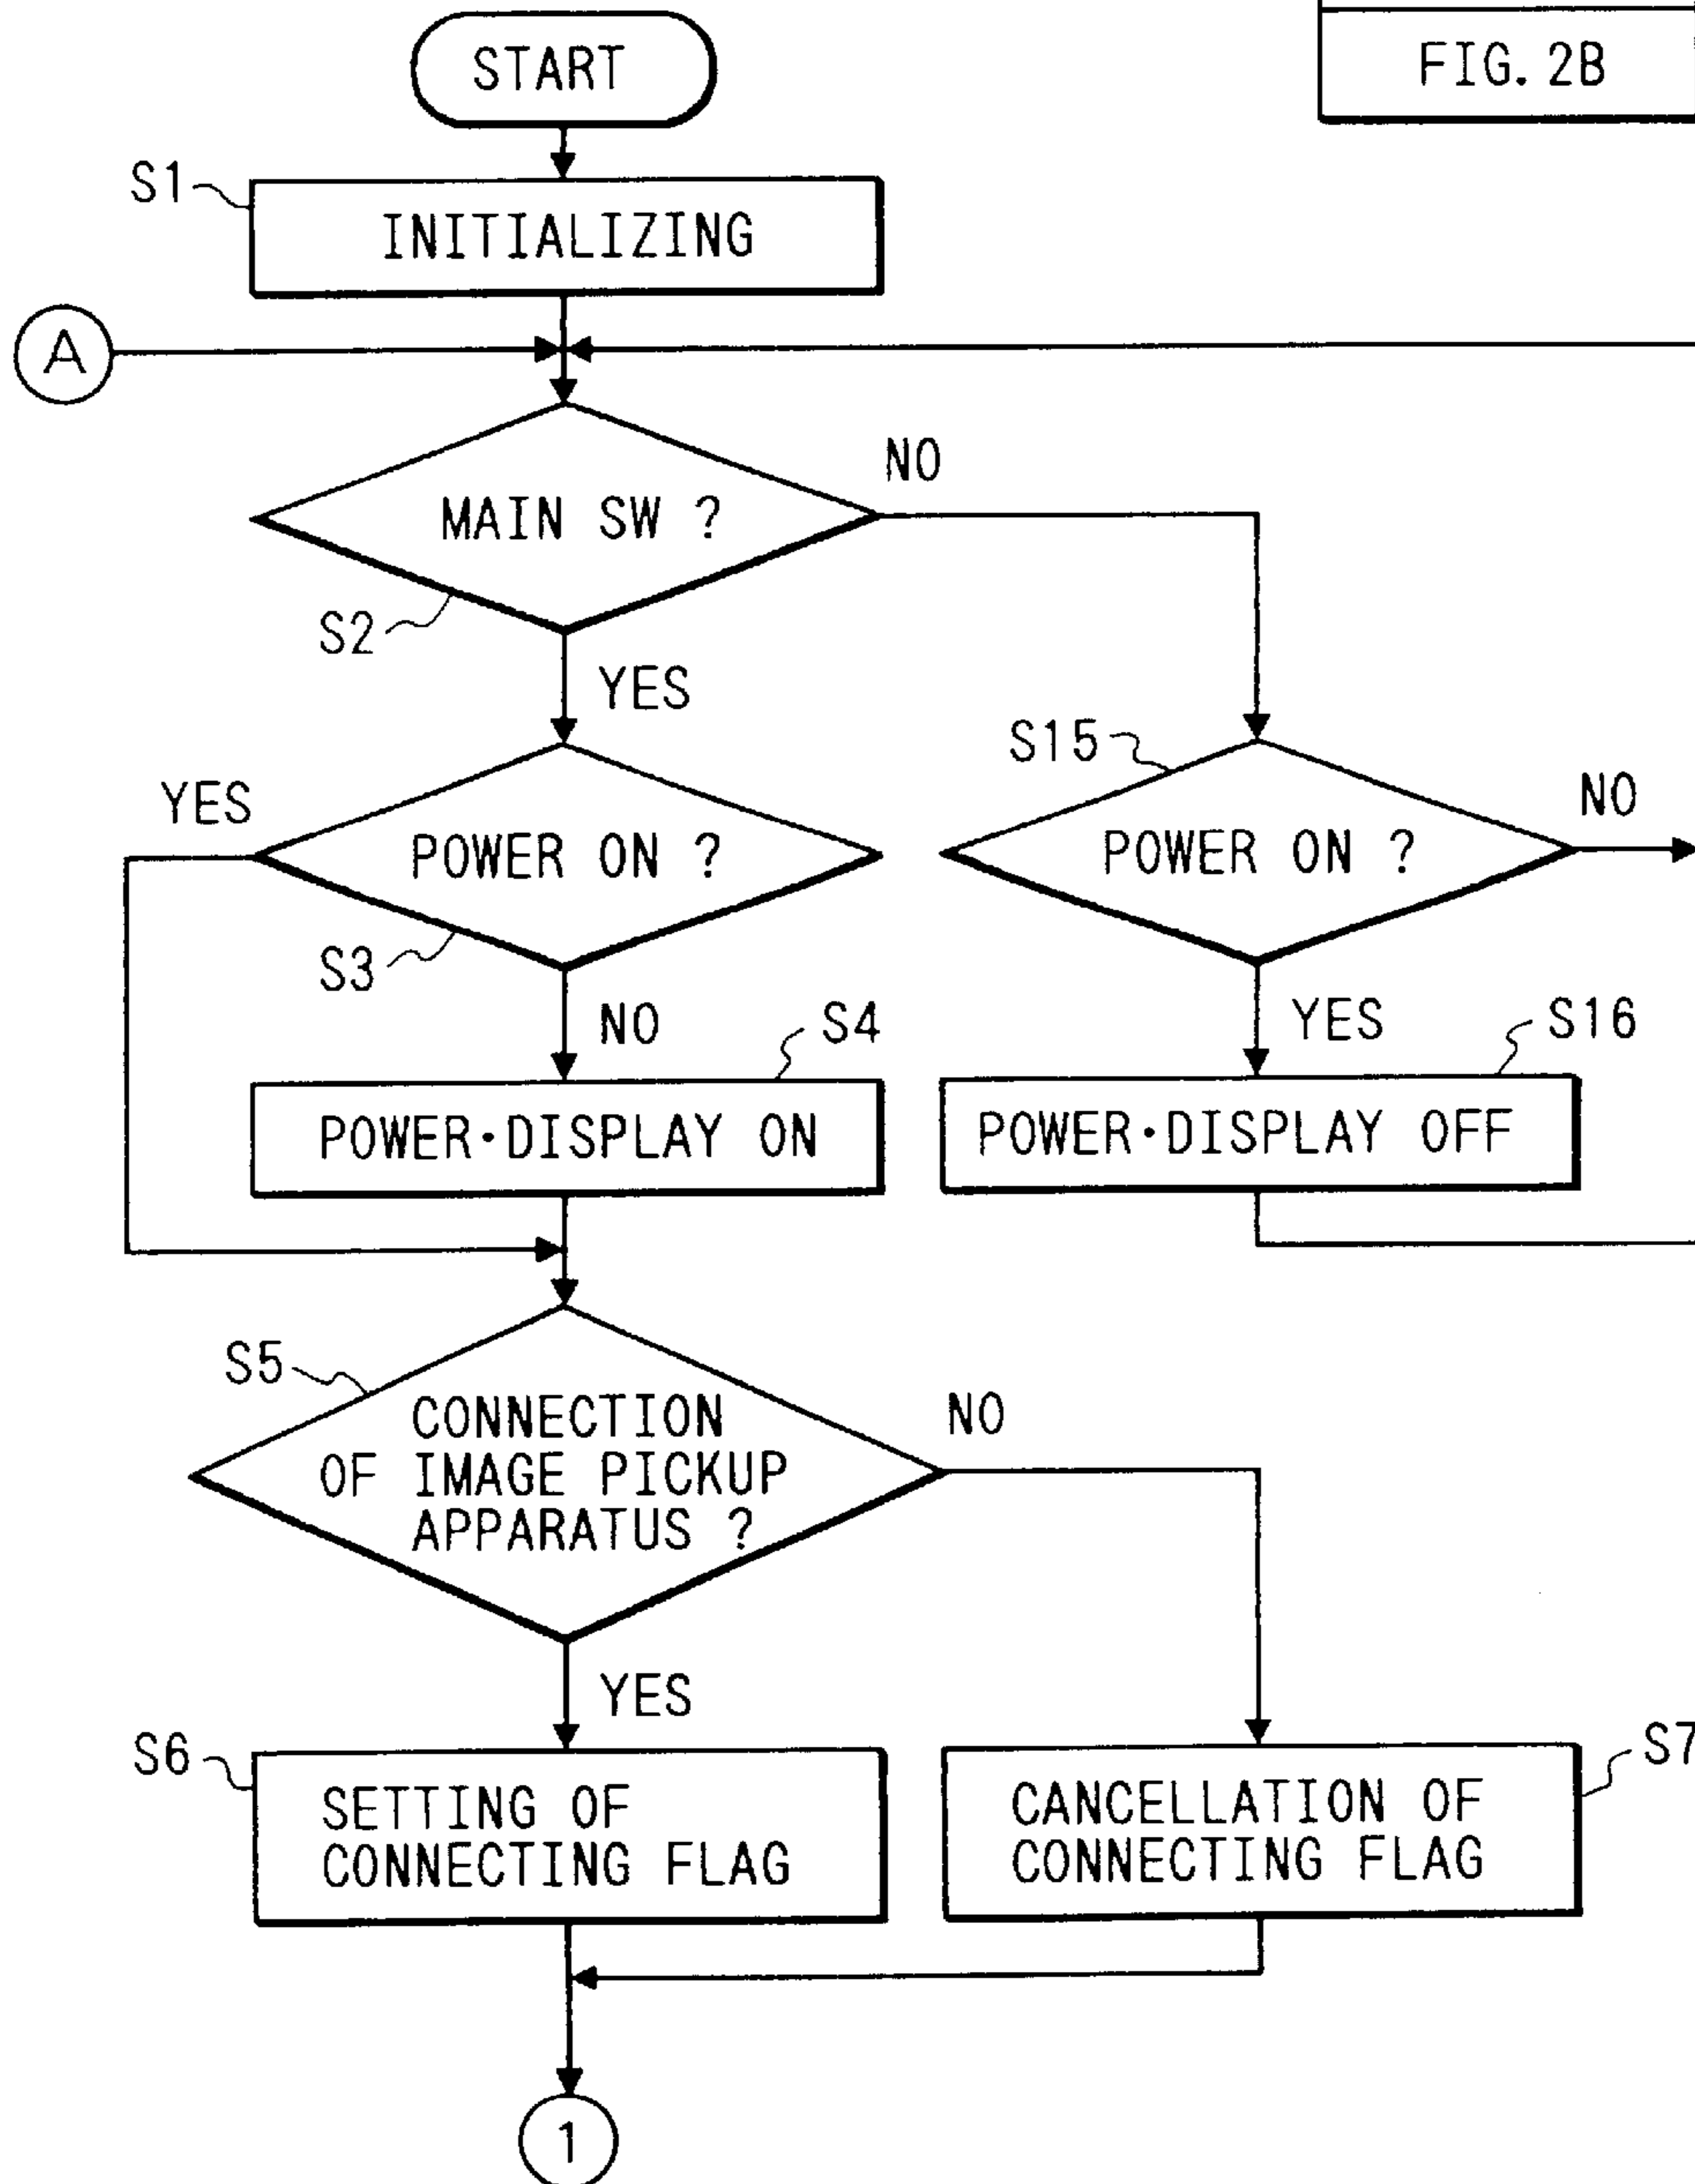 FIG. 2B
START
S1
INITIALIZING
A
MAIN SW ?
NO
S2
YES
S15
YES
POWER ON ?
POWER ON ?
NO
S3
NO
S4
YES
S16
POWER·DISPLAY ON
POWER·DISPLAY OFF
S5
CONNECTION
OF IMAGE PICKUP
APPARATUS ?
NO
YES
S6
SETTING OF
CONNECTING FLAG
S7
CANCELLATION OF
CONNECTING FLAG
1